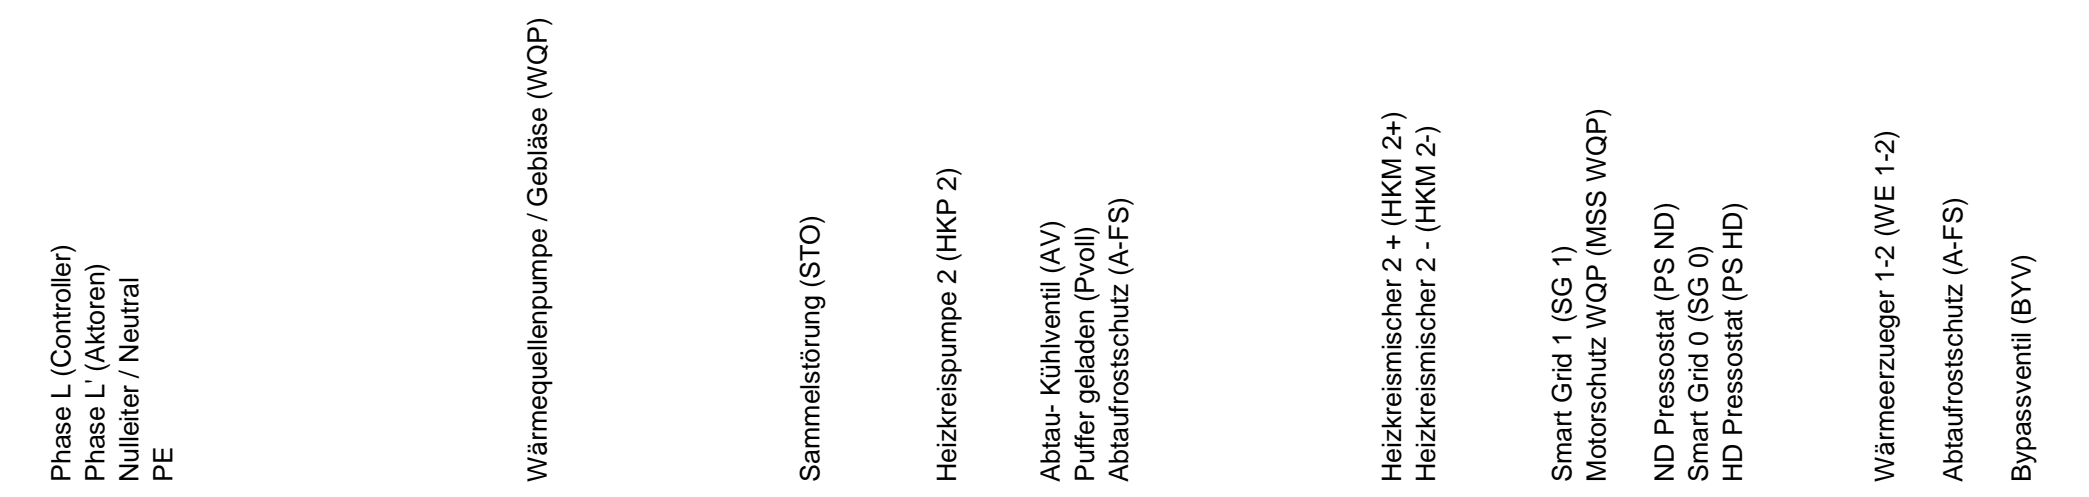 Phase L (Controller)
Phase L' (Aktoren)
Nulleiter / Neutral
PE
Wärmequellenpumpe / Gebläse (WQP)
Sammelstörung (STO)
Heizkreispumpe 2 (HKP 2)
Abtau- Kühlventil (AV)
Puffer geladen (Pvoll)
Abtaufrostschutz (A-FS)
Heizkreismischer 2 + (HKM 2+)
Heizkreismischer 2 - (HKM 2-)
Smart Grid 1 (SG 1)
Motorschutz WQP (MSS WQP)
ND Pressostat (PS ND)
Smart Grid 0 (SG 0)
HD Pressostat (PS HD)
Wärmeerzueger 1-2 (WE 1-2)
Abtaufrostschutz (A-FS)
Bypassventil (BYV)